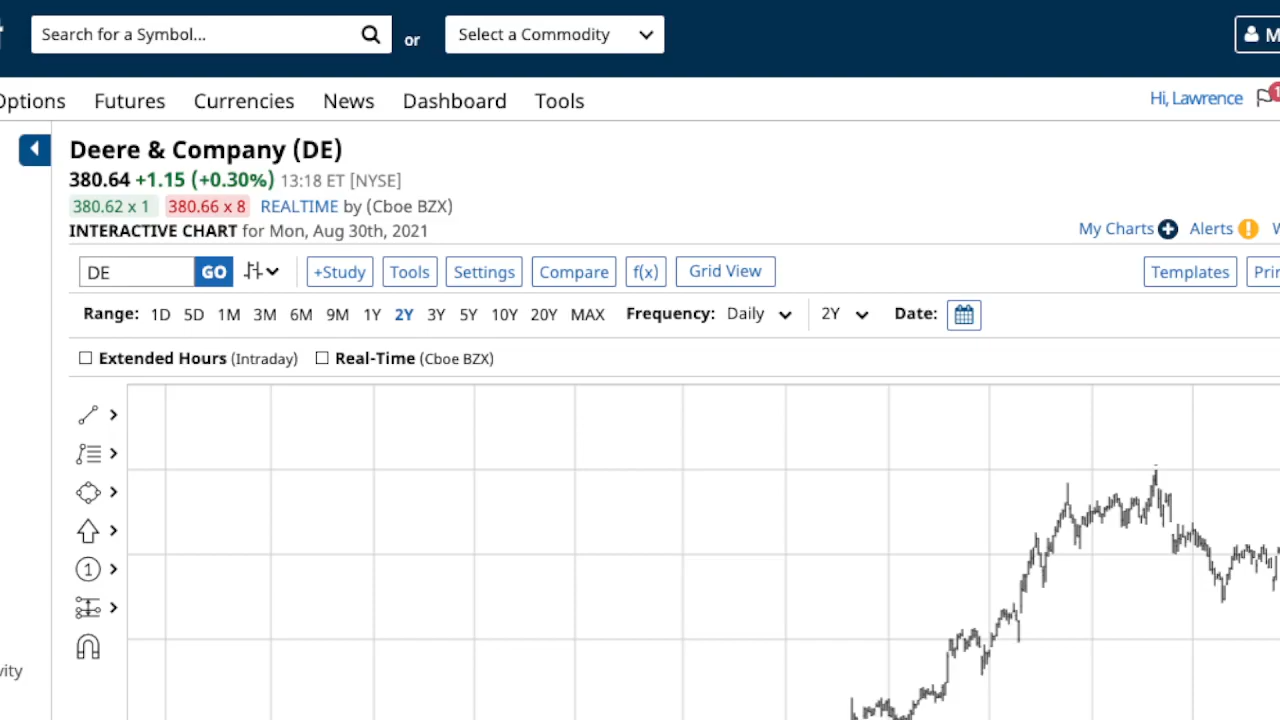 Search for a Symbol... or Select a Commodity M
Options Futures Currencies News Dashboard Tools Hi, Lawrence 1
Deere & Company (DE)
380.64 +1.15 (+0.30%) 13:18 ET [NYSE]
380.62 x 1 380.66 x 8 REALTIME by (Cboe BZX)
INTERACTIVE CHART for Mon, Aug 30th, 2021
My Charts Alerts W
DE GO +Study Tools Settings Compare f(x) Grid View Templates Prin
Range: 1D 5D 1M 3M 6M 9M 1Y 2Y 3Y 5Y 10Y 20Y MAX Frequency: Daily 2Y Date:
Extended Hours (Intraday) Real-Time (Cboe BZX)
1
vity